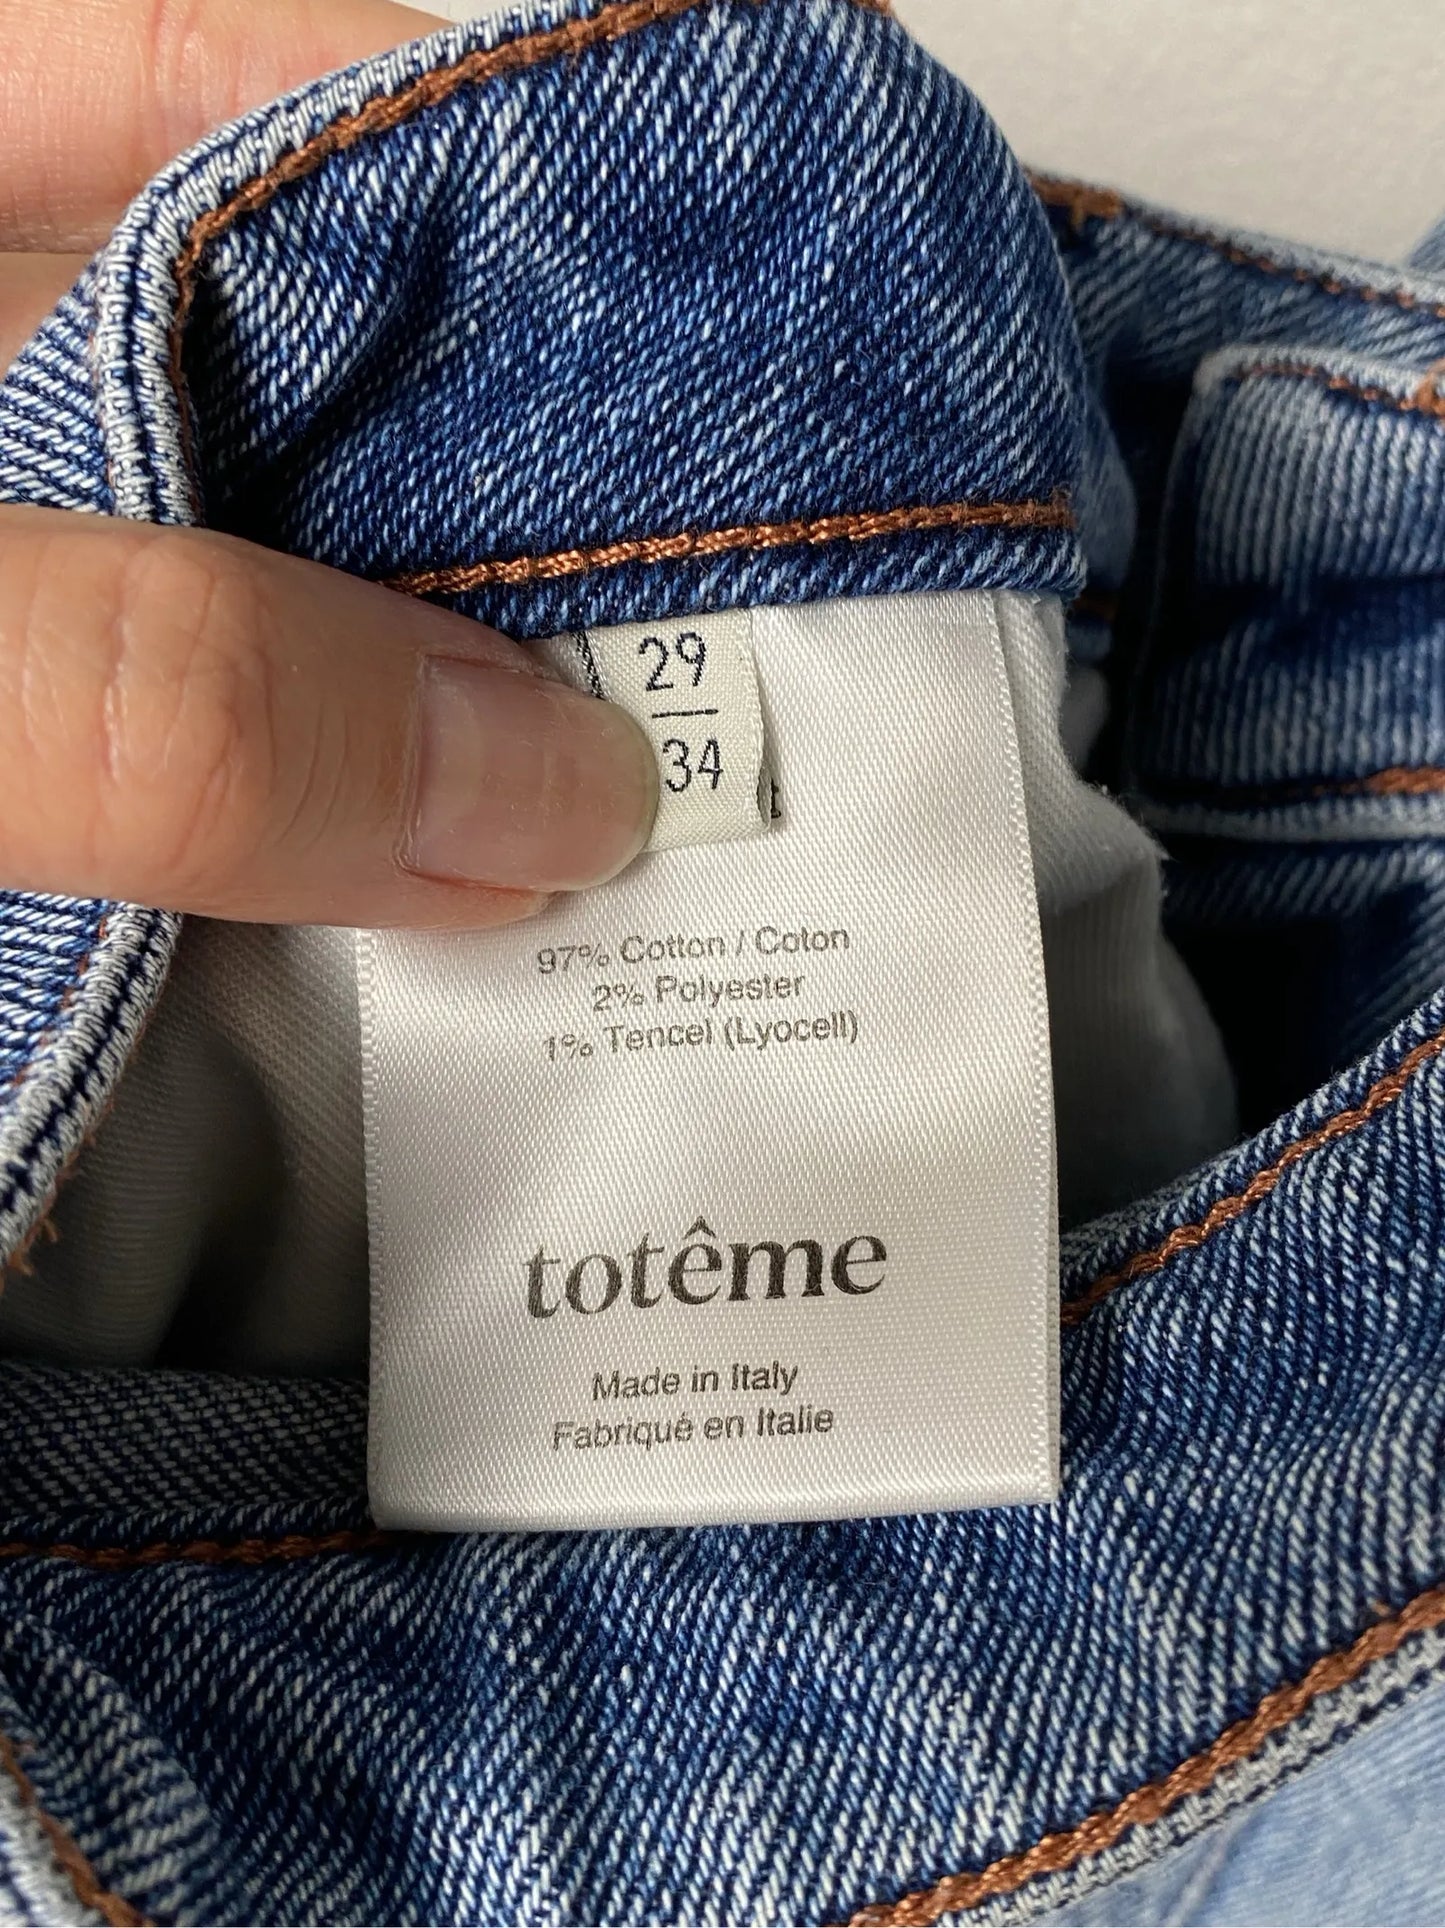 29
34
97% Cotton / Coton
2% Polyester
1% Tencel (Lyocell)
totême
Made in Italy
Fabriqué en Italie